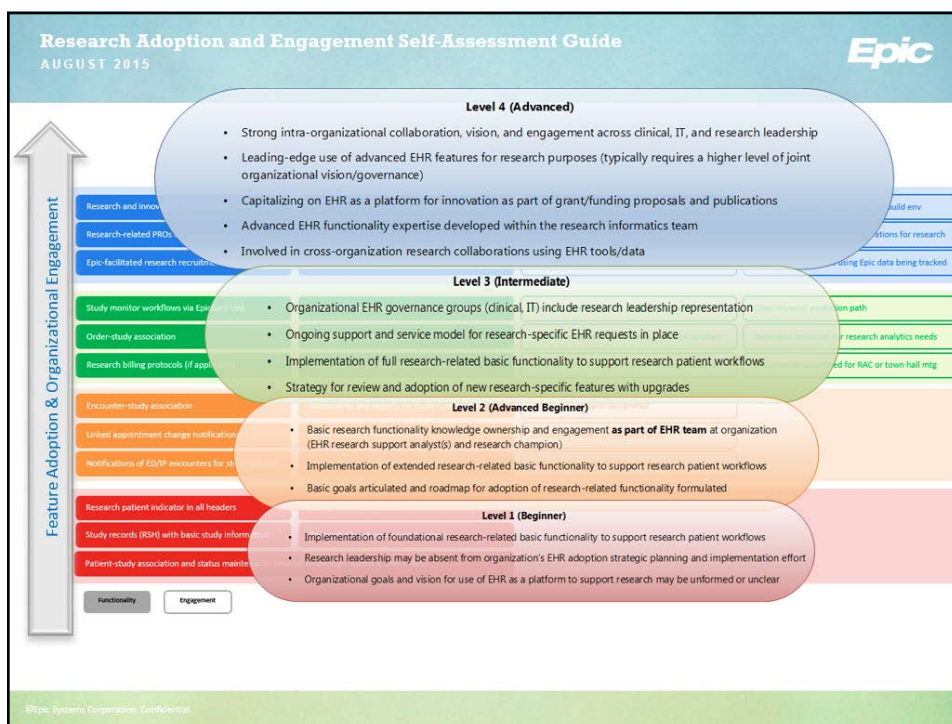 Research Adoption and Engagement Self-Assessment Guide
AUGUST 2015
Epic
Feature Adoption & Organizational Engagement
Level 4 (Advanced)
• Strong intra-organizational collaboration, vision, and engagement across clinical, IT, and research leadership
• Leading-edge use of advanced EHR features for research purposes (typically requires a higher level of joint
organizational vision/governance)
• Capitalizing on EHR as a platform for innovation as part of grant/funding proposals and publications
• Advanced EHR functionality expertise developed within the research informatics team
• Involved in cross-organization research collaborations using EHR tools/data
Research and
Research-related PROs
Epic-facilitated research
build env
for research
using Epic data being tracked
Level 3 (Intermediate)
• Organizational EHR governance groups (clinical, IT) include research leadership representation
• Ongoing support and service model for research-specific EHR requests in place
• Implementation of full research-related basic functionality to support research patient workflows
• Strategy for review and adoption of new research-specific features with upgrades
Study monitor workflows via
Order-study association
Research billing protocols (if
path
research analytics needs
for RAC or town hall mtg
Level 2 (Advanced Beginner)
• Basic research functionality knowledge ownership and engagement as part of EHR team at organization
(EHR research support analyst(s) and research champion)
• Implementation of extended research-related basic functionality to support research patient workflows
• Basic goals articulated and roadmap for adoption of research-related functionality formulated
Encounter-study association
Linked appointment change notification
Notifications of ED/IP encounters for
Level 1 (Beginner)
• Implementation of foundational research-related basic functionality to support research patient workflows
• Research leadership may be absent from organization's EHR adoption strategic planning and implementation effort
• Organizational goals and vision for use of EHR as a platform to support research may be unformed or unclear
Research patient indicator in all headers
Study records (RSH) with basic study
Patient-study association and status
Functionality
Engagement
©Epic Systems Corporation. Confidential.